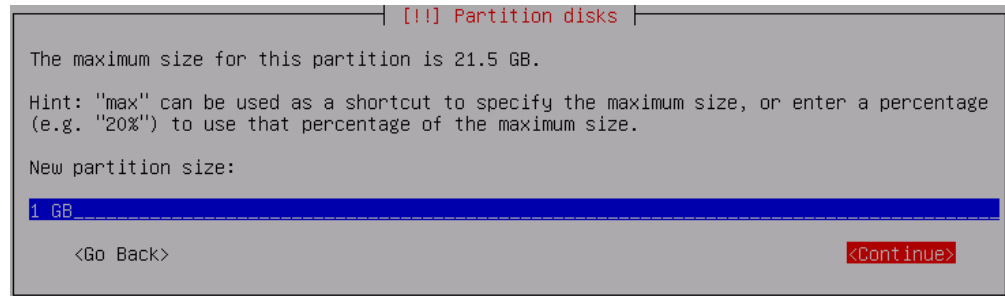 [!!] Partition disks
The maximum size for this partition is 21.5 GB.
Hint: "max" can be used as a shortcut to specify the maximum size, or enter a percentage
(e.g. "20%") to use that percentage of the maximum size.
New partition size:
1 GB
<Go Back>
<Continue>